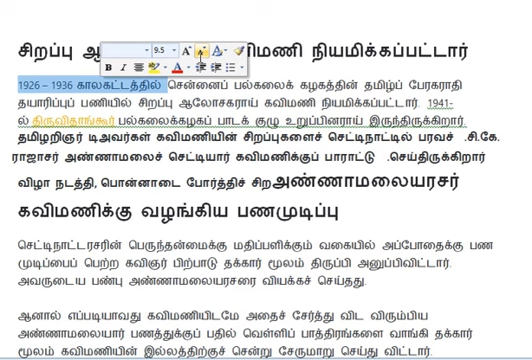 சிறப்பு ஆ மணி நியமிக்கப்பட்டார்
9.5
1926 – 1936 காலகட்டத்தில் சென்னைப் பல்கலைக் கழகத்தின் தமிழ்ப் பேரகராதி
தயாரிப்புப் பணியில் சிறப்பு ஆலோசகராய் கவிமணி நியமிக்கப்பட்டார். 1941-
ல் திருவிதாங்கூர் பல்கலைக்கழகப் பாடக் குழு உறுப்பினராய் இருந்திருக்கிறார்.
தமிழறிஞர் டிஅவர்கள் கவிமணியின் சிறப்புகளைச் செட்டிநாட்டில் பரவச் .சி.கே.
ராஜாசர் அண்ணாமலைச் செட்டியார் கவிமணிக்குப் பாராட்டு .செய்திருக்கிறார்
விழா நடத்தி, பொன்னாடை போர்த்திச் சிறஅண்ணாமலையரசர்
கவிமணிக்கு வழங்கிய பணமுடிப்பு
செட்டிநாட்டரசரின் பெருந்தன்மைக்கு மதிப்பளிக்கும் வகையில் அப்போதைக்கு பண
முடிப்பைப் பெற்ற கவிஞர் பிற்பாடு தக்கார் மூலம் திருப்பி அனுப்பிவிட்டார்.
அவருடைய பண்பு அண்ணாமலையரசரை வியக்கச் செய்தது.
ஆனால் எப்படியாவது கவிமணியிடமே அதைச் சேர்த்து விட விரும்பிய
அண்ணாமலையார் பணத்துக்குப் பதில் வெள்ளிப் பாத்திரங்களை வாங்கி தக்கார்
மூலம் கவிமணியின் இல்லத்திற்குச் சென்று சேருமாறு செய்து விட்டார்.